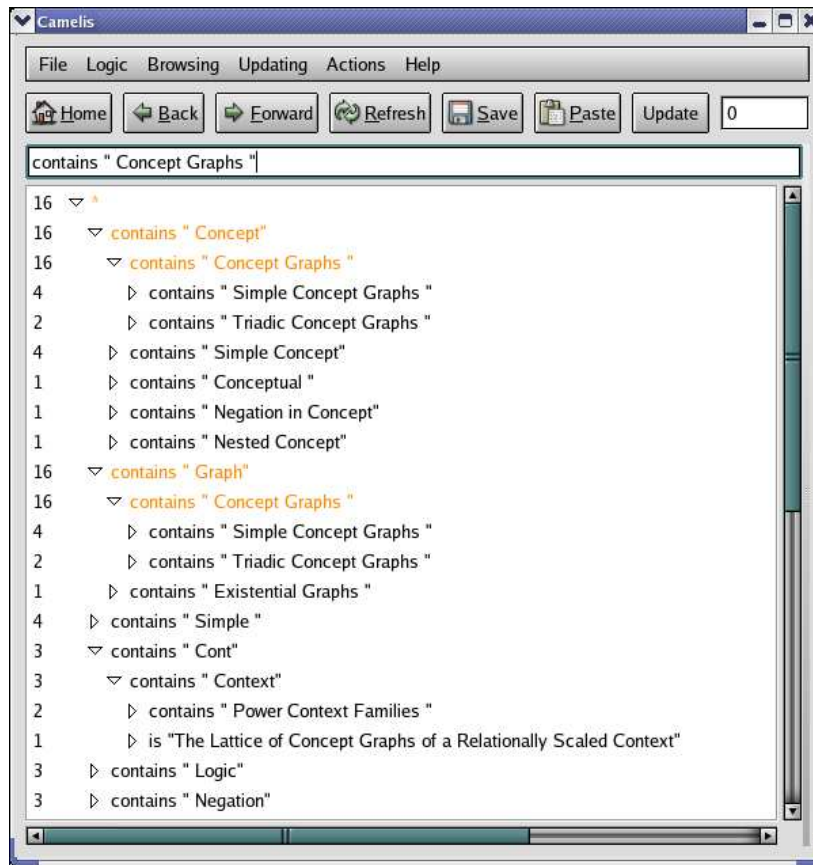 Camelis
File Logic Browsing Updating Actions Help
Home Back Forward Refresh Save Paste Update 0
contains " Concept Graphs "
16 ^
16 contains " Concept"
16 contains " Concept Graphs "
4 contains " Simple Concept Graphs "
2 contains " Triadic Concept Graphs "
4 contains " Simple Concept"
1 contains " Conceptual "
1 contains " Negation in Concept"
1 contains " Nested Concept"
16 contains " Graph"
16 contains " Concept Graphs "
4 contains " Simple Concept Graphs "
2 contains " Triadic Concept Graphs "
1 contains " Existential Graphs "
4 contains " Simple "
3 contains " Cont"
3 contains " Context"
2 contains " Power Context Families "
1 is "The Lattice of Concept Graphs of a Relationally Scaled Context"
3 contains " Logic"
3 contains " Negation"